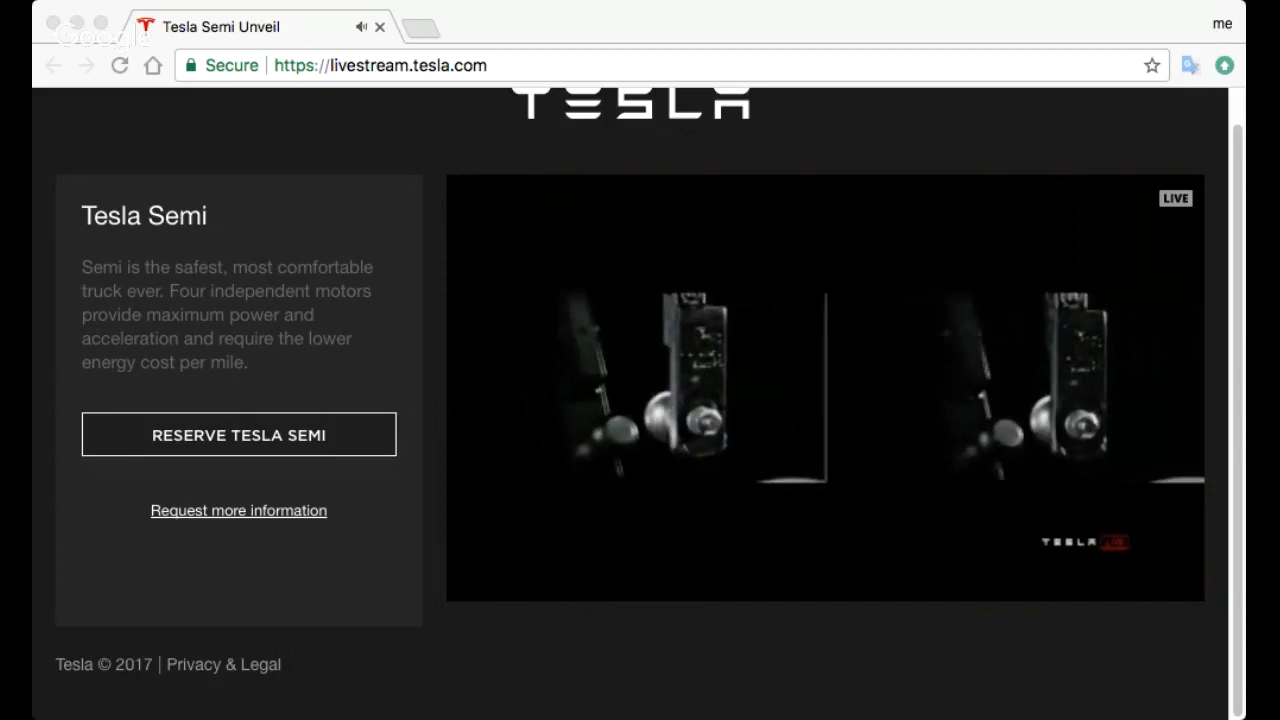 Tesla Semi Unveil
me
Google
Secure https://livestream.tesla.com
TESLA
Tesla Semi
Semi is the safest, most comfortable
truck ever. Four independent motors
provide maximum power and
acceleration and require the lower
energy cost per mile.
RESERVE TESLA SEMI
Request more information
LIVE
TESLA LIVE
Tesla © 2017 | Privacy & Legal